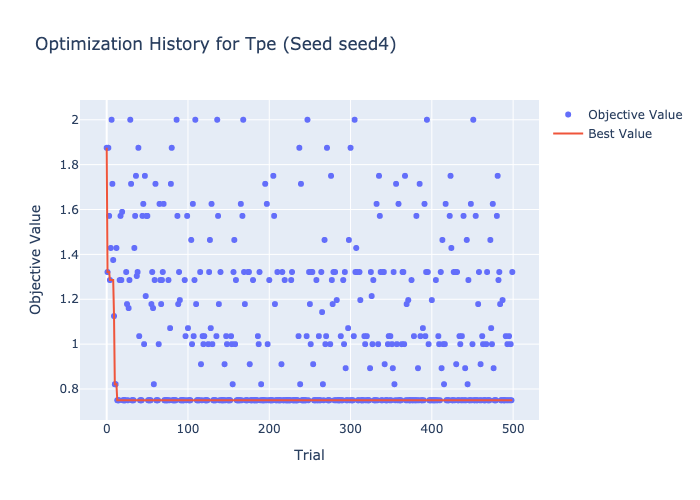 Optimization History for Tpe (Seed seed4)
Objective Value
Best Value
2
1.8
1.6
1.4
1.2
1
0.8
Objective Value
0
100
200
300
400
500
Trial